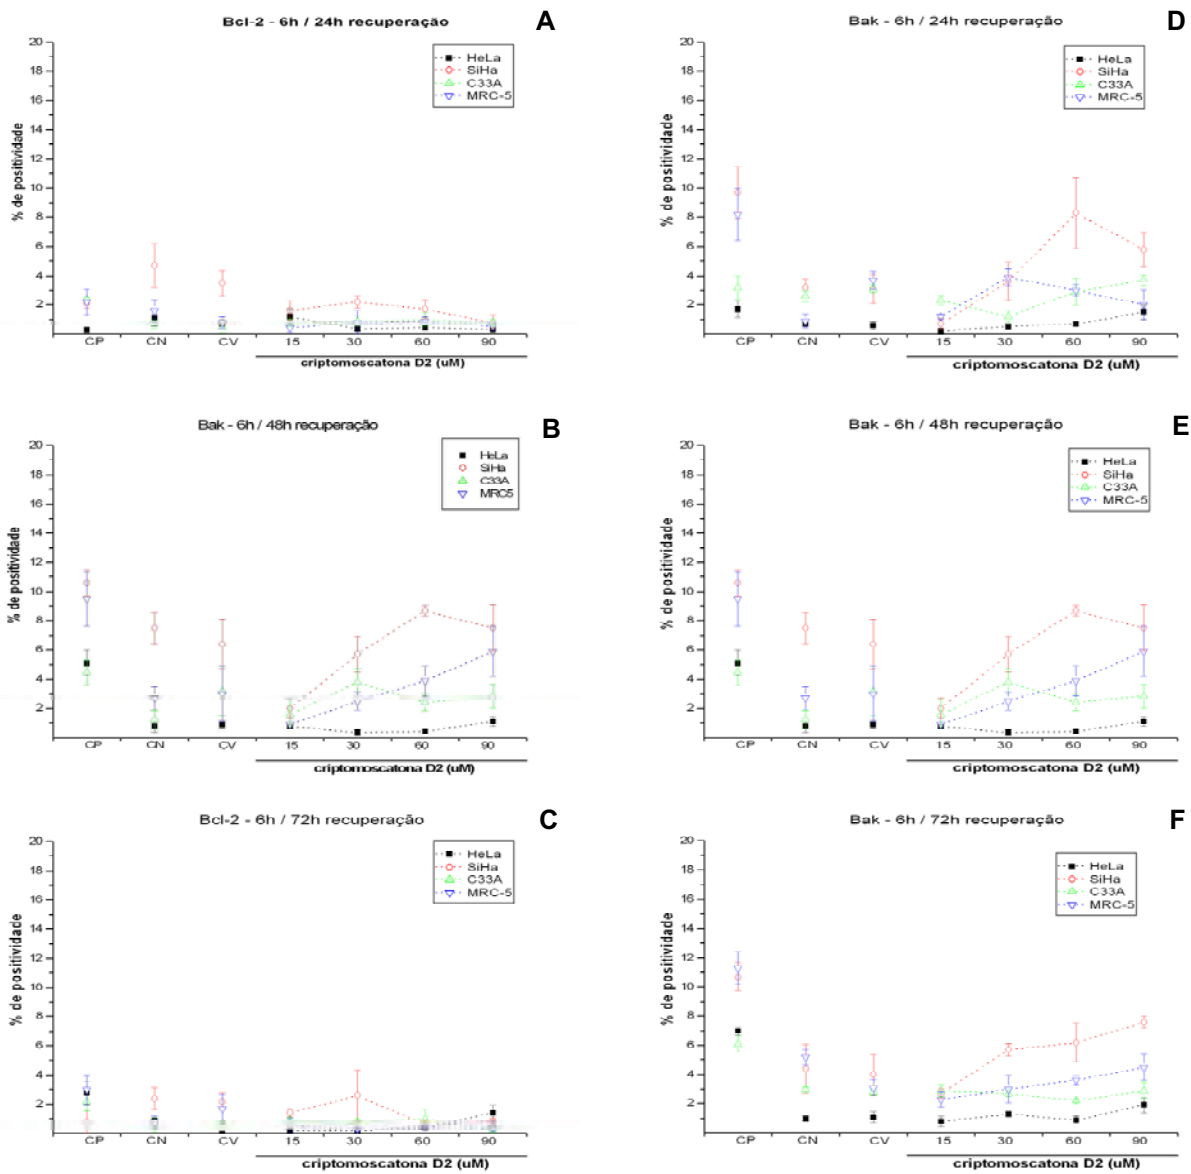 Bcl-2 - 6h / 24h recuperação
A
% de positividade
20
18
16
14
12
10
8
6
4
2
HeLa
SiHa
C33A
MRC-5
CP CN CV 15 30 60 90
criptomoscatona D2 (uM)
Bak - 6h / 24h recuperação
D
% de positividade
20
18
16
14
12
10
8
6
4
2
HeLa
SiHa
C33A
MRC-5
CP CN CV 15 30 60 90
criptomoscatona D2 (uM)
Bak - 6h / 48h recuperação
B
% de positividade
20
18
16
14
12
10
8
6
4
2
HeLa
SiHa
C33A
MRC5
CP CN CV 15 30 60 90
criptomoscatona D2 (uM)
Bak - 6h / 48h recuperação
E
% de positividade
20
18
16
14
12
10
8
6
4
2
HeLa
SiHa
C33A
MRC-5
CP CN CV 15 30 60 90
criptomoscatona D2 (uM)
Bcl-2 - 6h / 72h recuperação
C
% de positividade
20
18
16
14
12
10
8
6
4
2
HeLa
SiHa
C33A
MRC-5
CP CN CV 15 30 60 90
criptomoscatona D2 (uM)
Bak - 6h / 72h recuperação
F
% de positividade
20
18
16
14
12
10
8
6
4
2
HeLa
SiHa
C33A
MRC-5
CP CN CV 15 30 60 90
criptomoscatona D2 (uM)